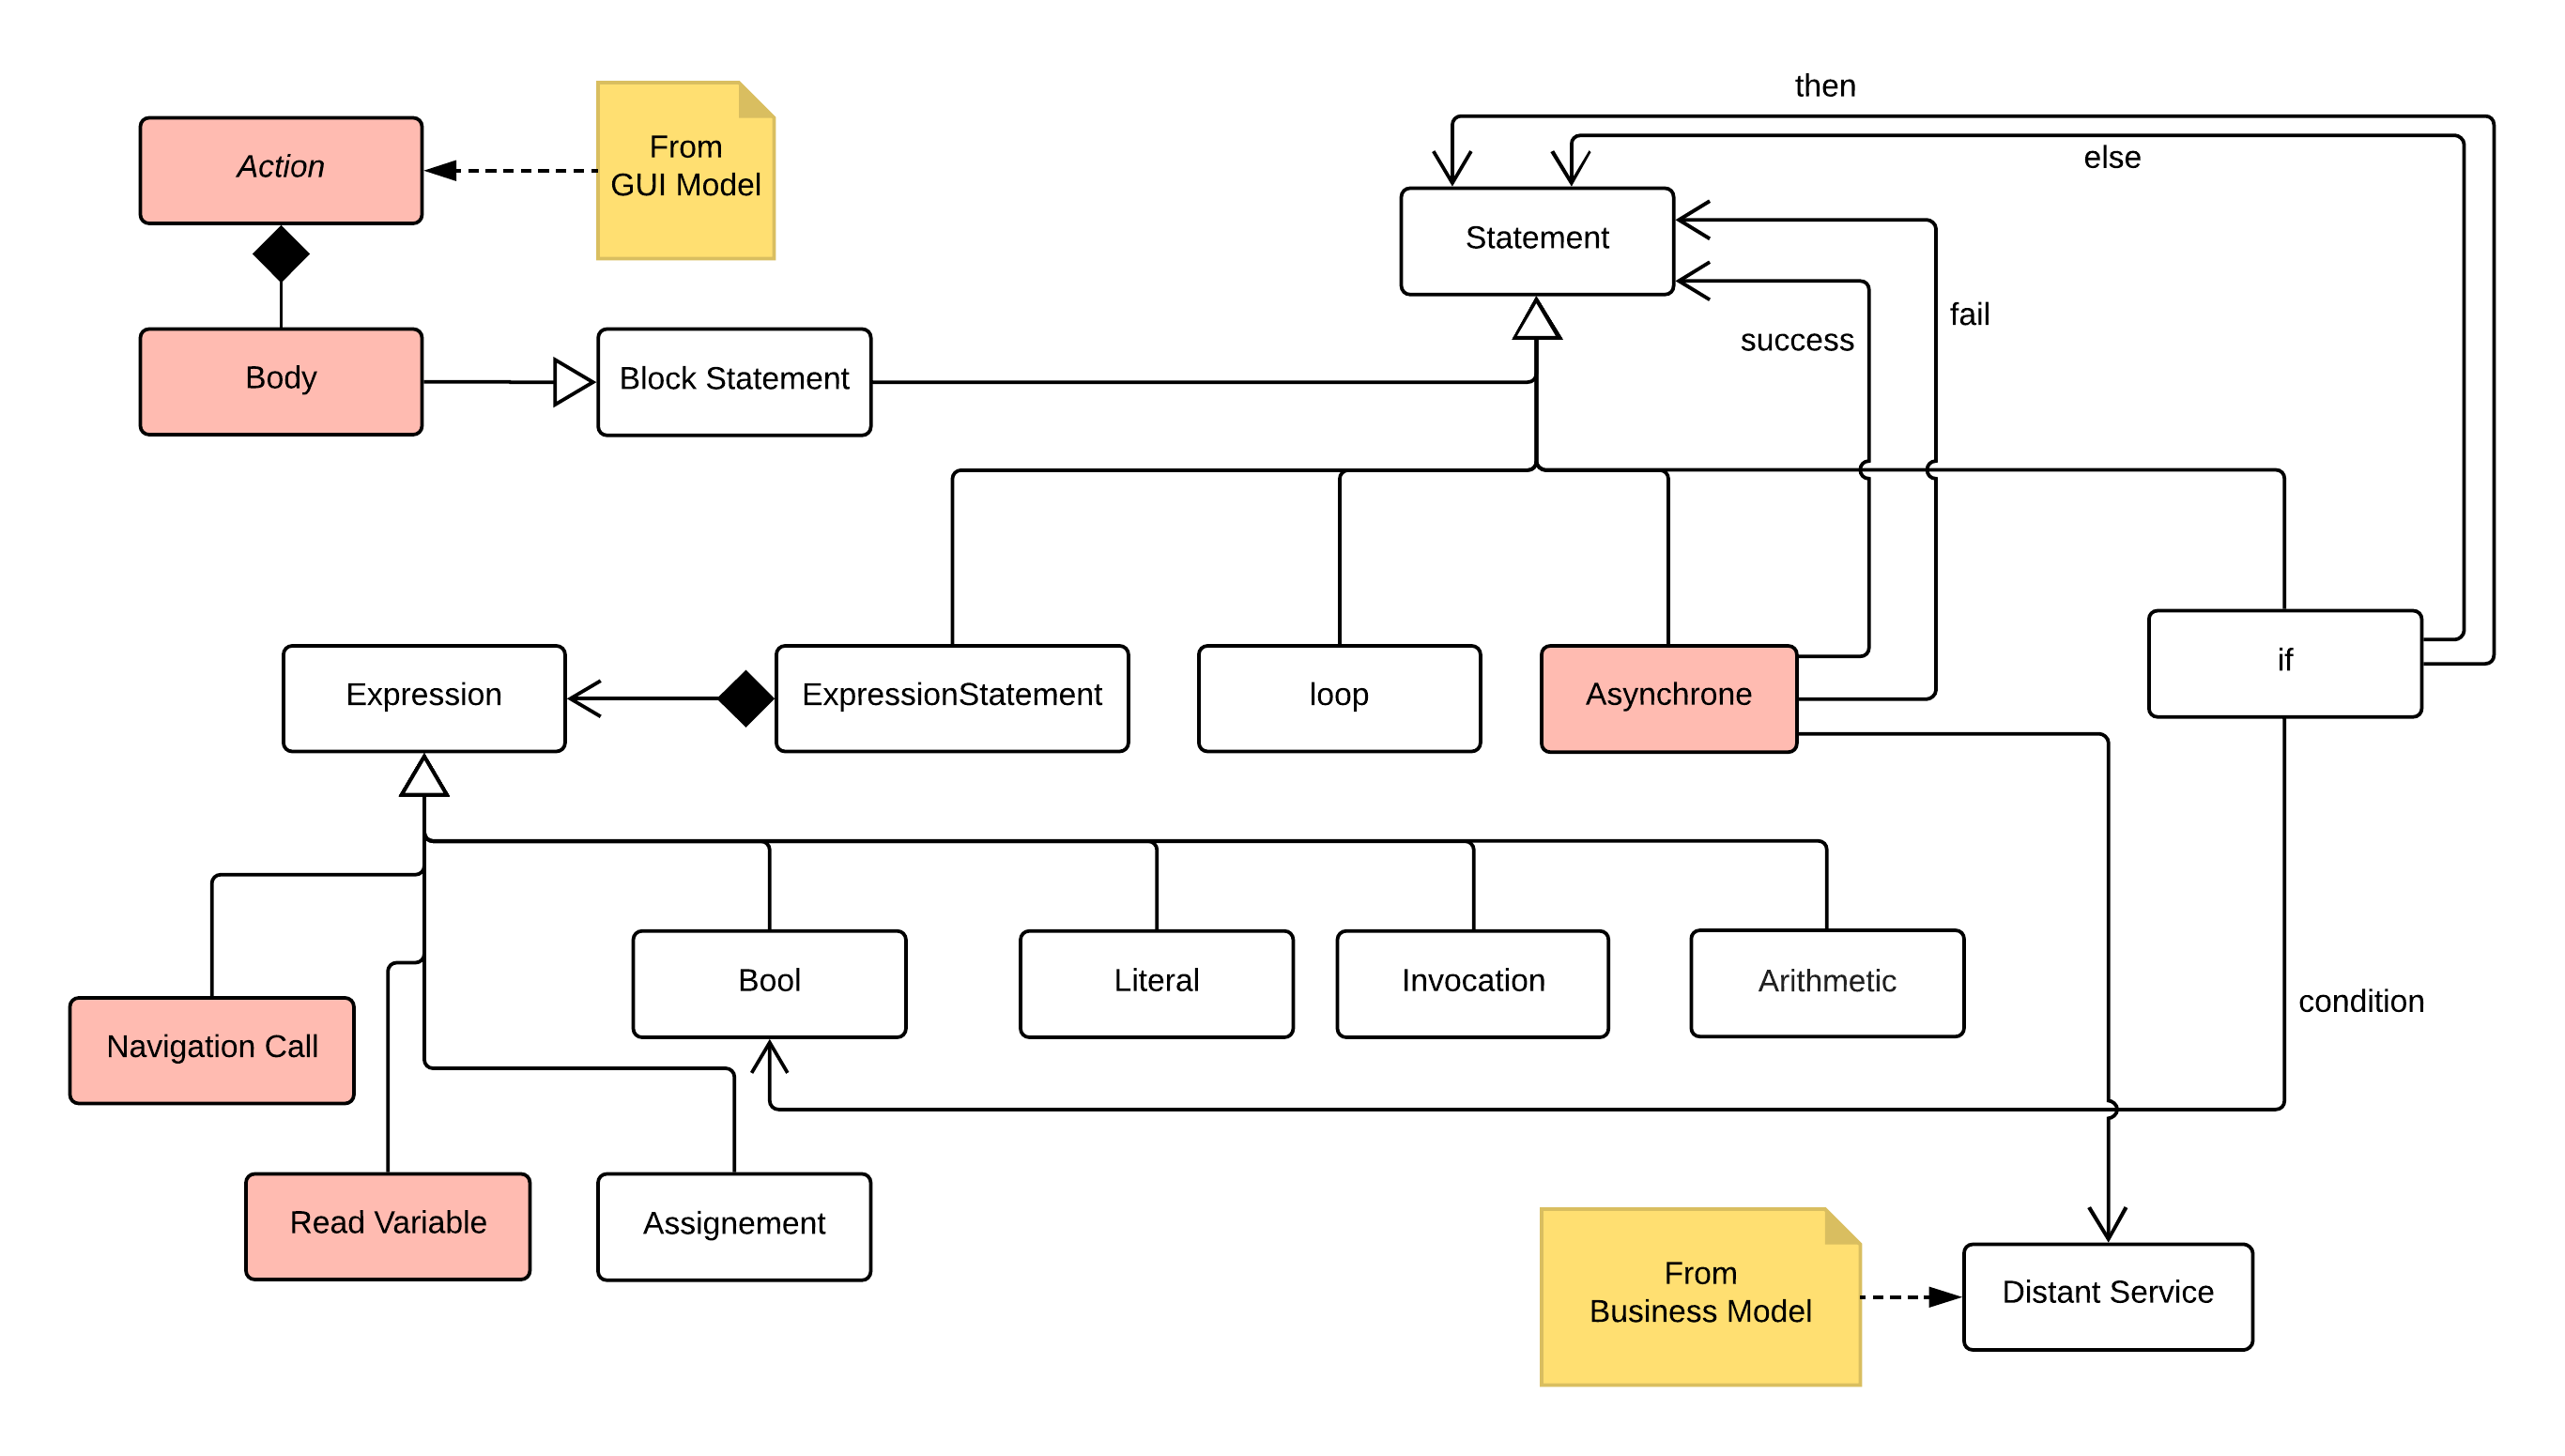 then
Action
From
GUI Model
else
Statement
fail
success
Body
Block Statement
if
Expression
ExpressionStatement
loop
Asynchrone
Bool
Literal
Invocation
Arithmetic
condition
Navigation Call
Read Variable
Assignement
From
Business Model
Distant Service